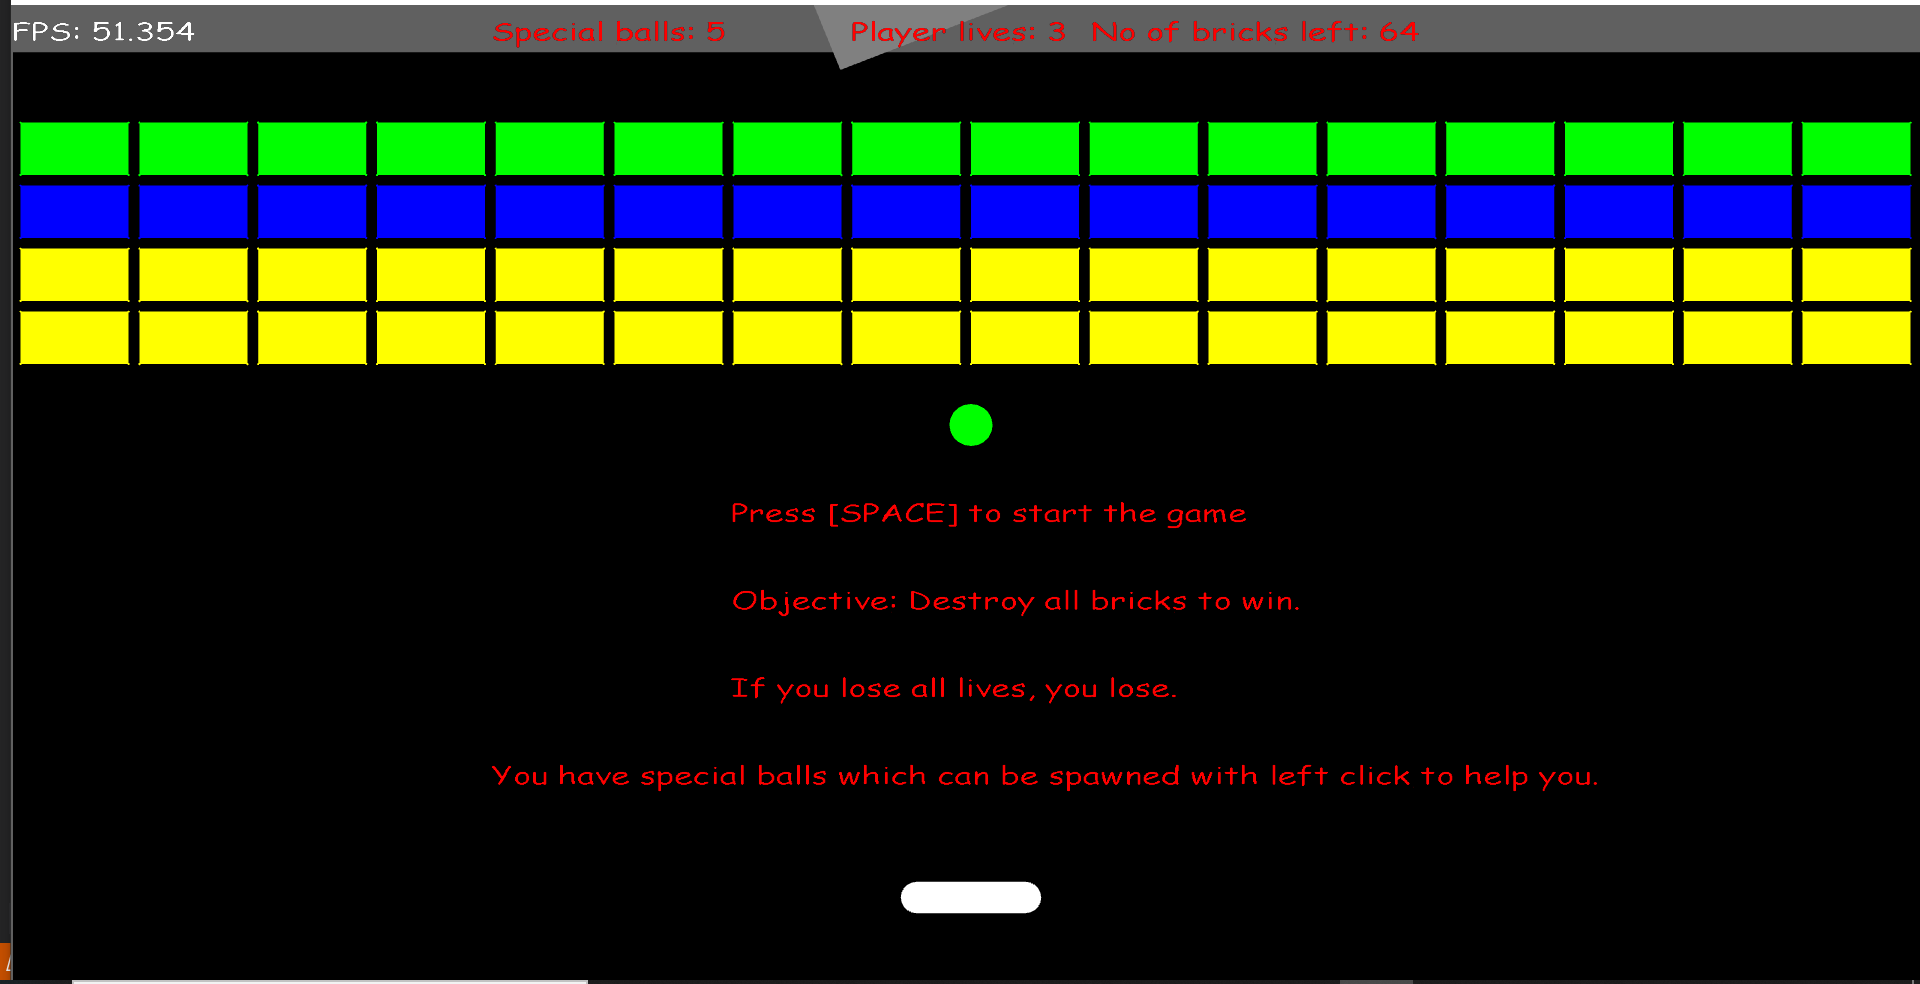 FPS: 51.354 Special balls: 5 Player lives: 3 No of bricks left: 64
Press [SPACE] to start the game
Objective: Destroy all bricks to win.
If you lose all lives, you lose.
You have special balls which can be spawned with left click to help you.